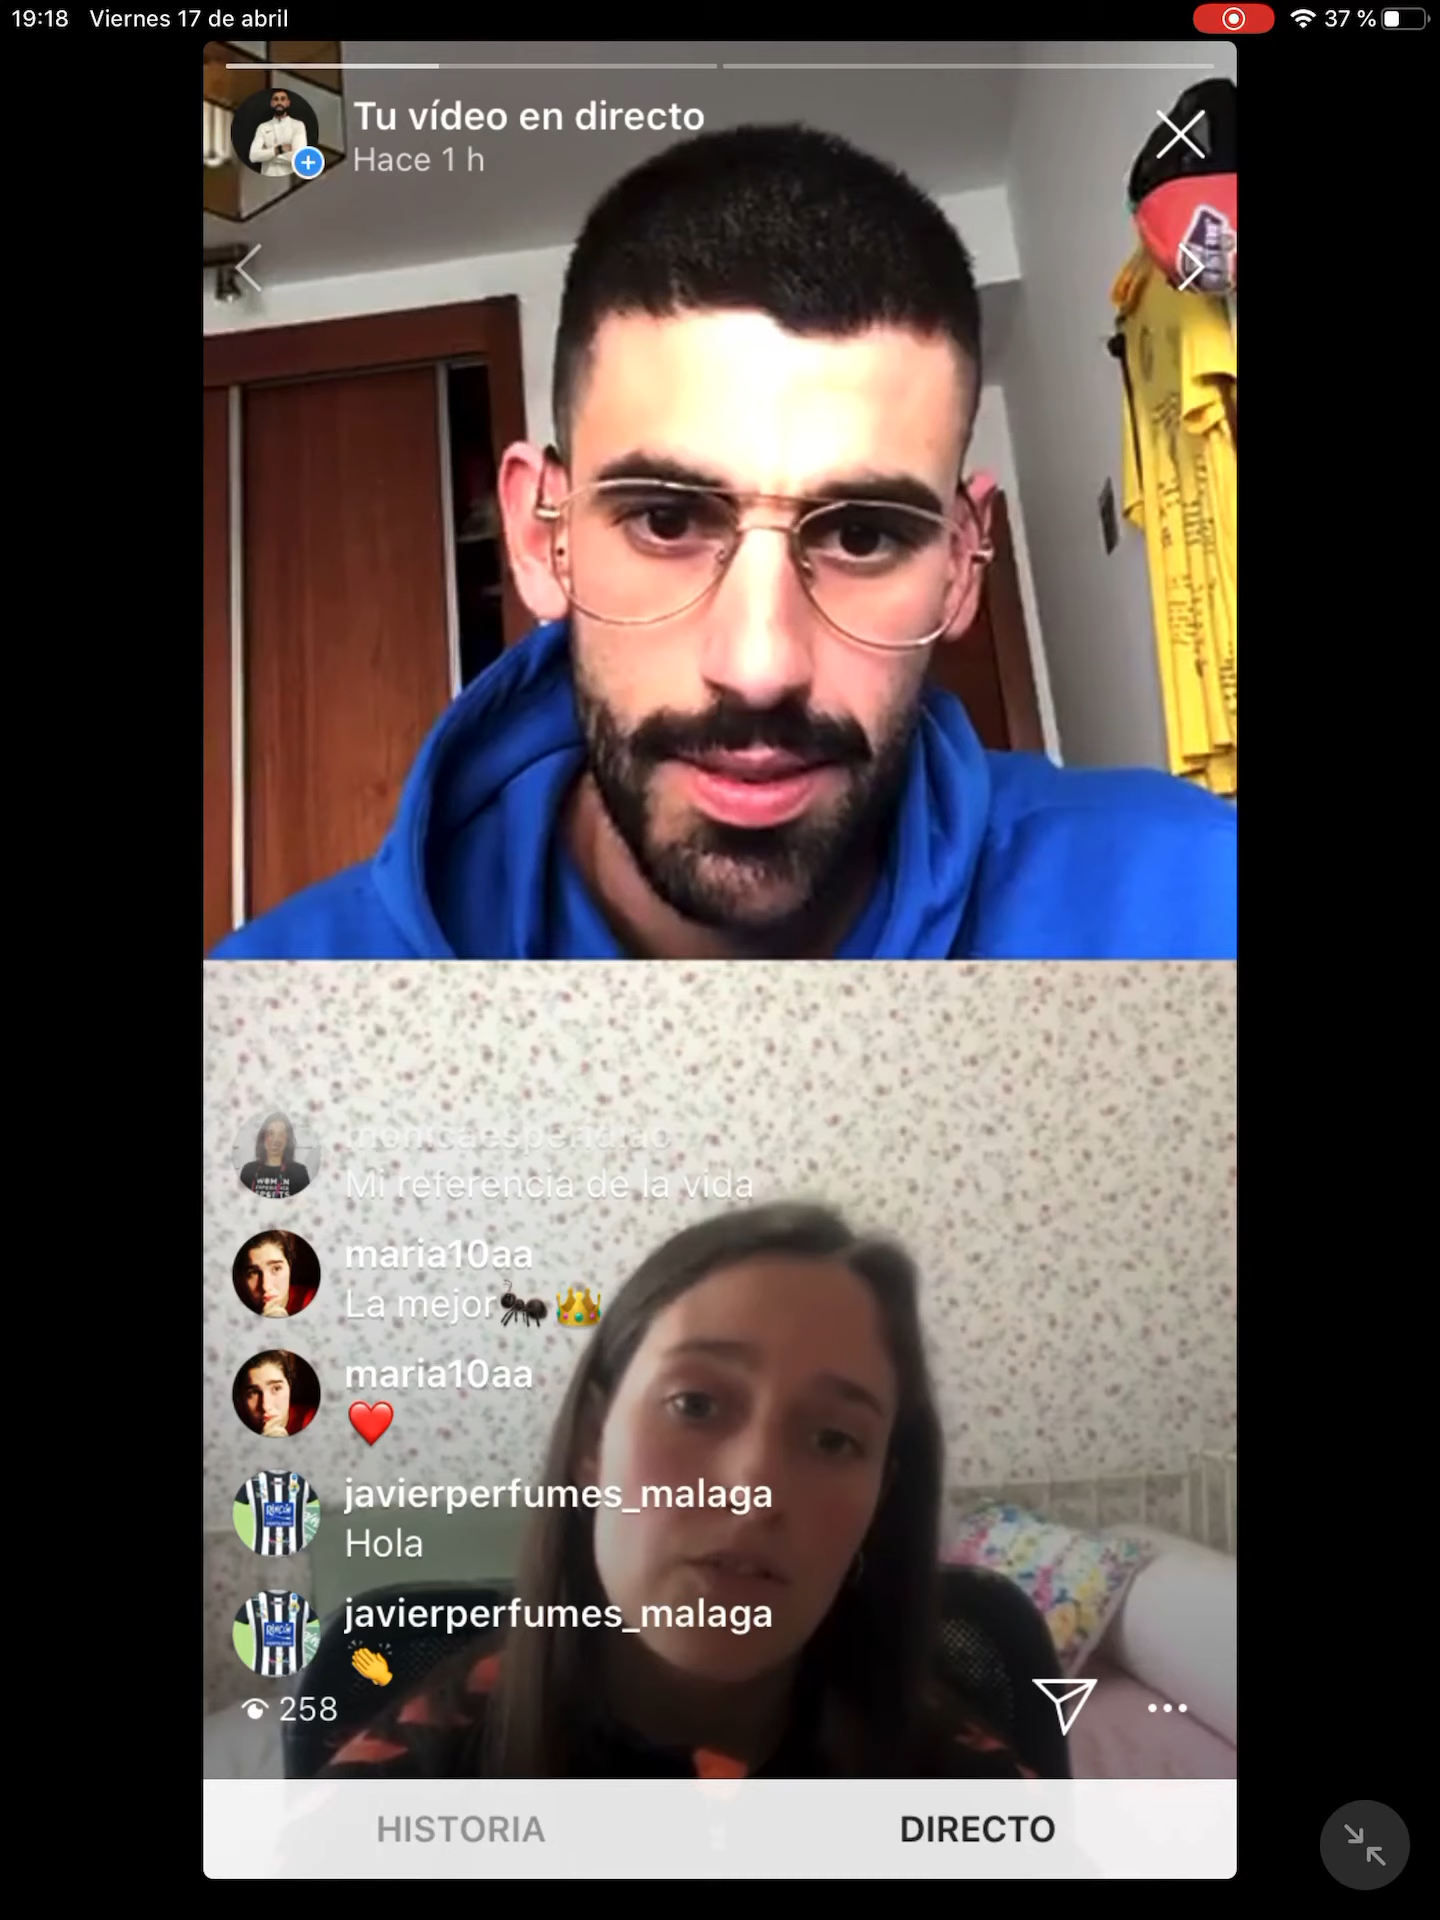 19:18 Viernes 17 de abril
37 %
Tu vídeo en directo
Hace 1 h
monicaesperidiao
Mi referencia de la vida
maria10aa
La mejor🐜👑
maria10aa
❤️
javierperfumes_malaga
Hola
javierperfumes_malaga
👏
258
HISTORIA
DIRECTO